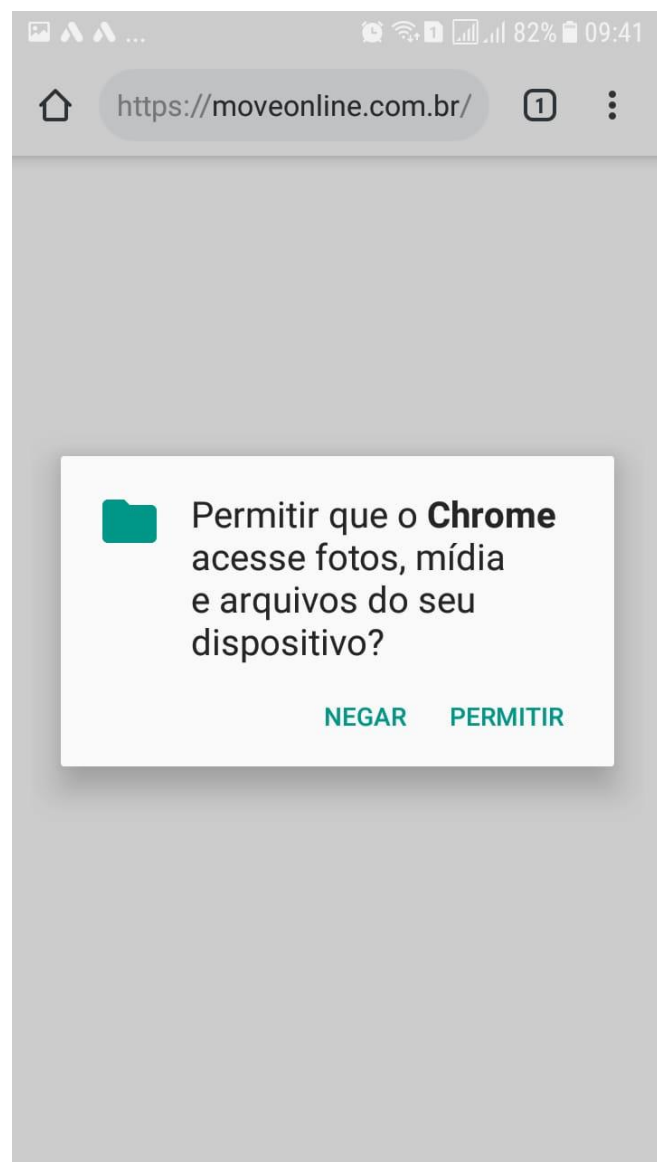 ... 1 82% 09:41
https://moveonline.com.br/ 1
Permitir que o Chrome
acesse fotos, mídia
e arquivos do seu
dispositivo?
NEGAR PERMITIR